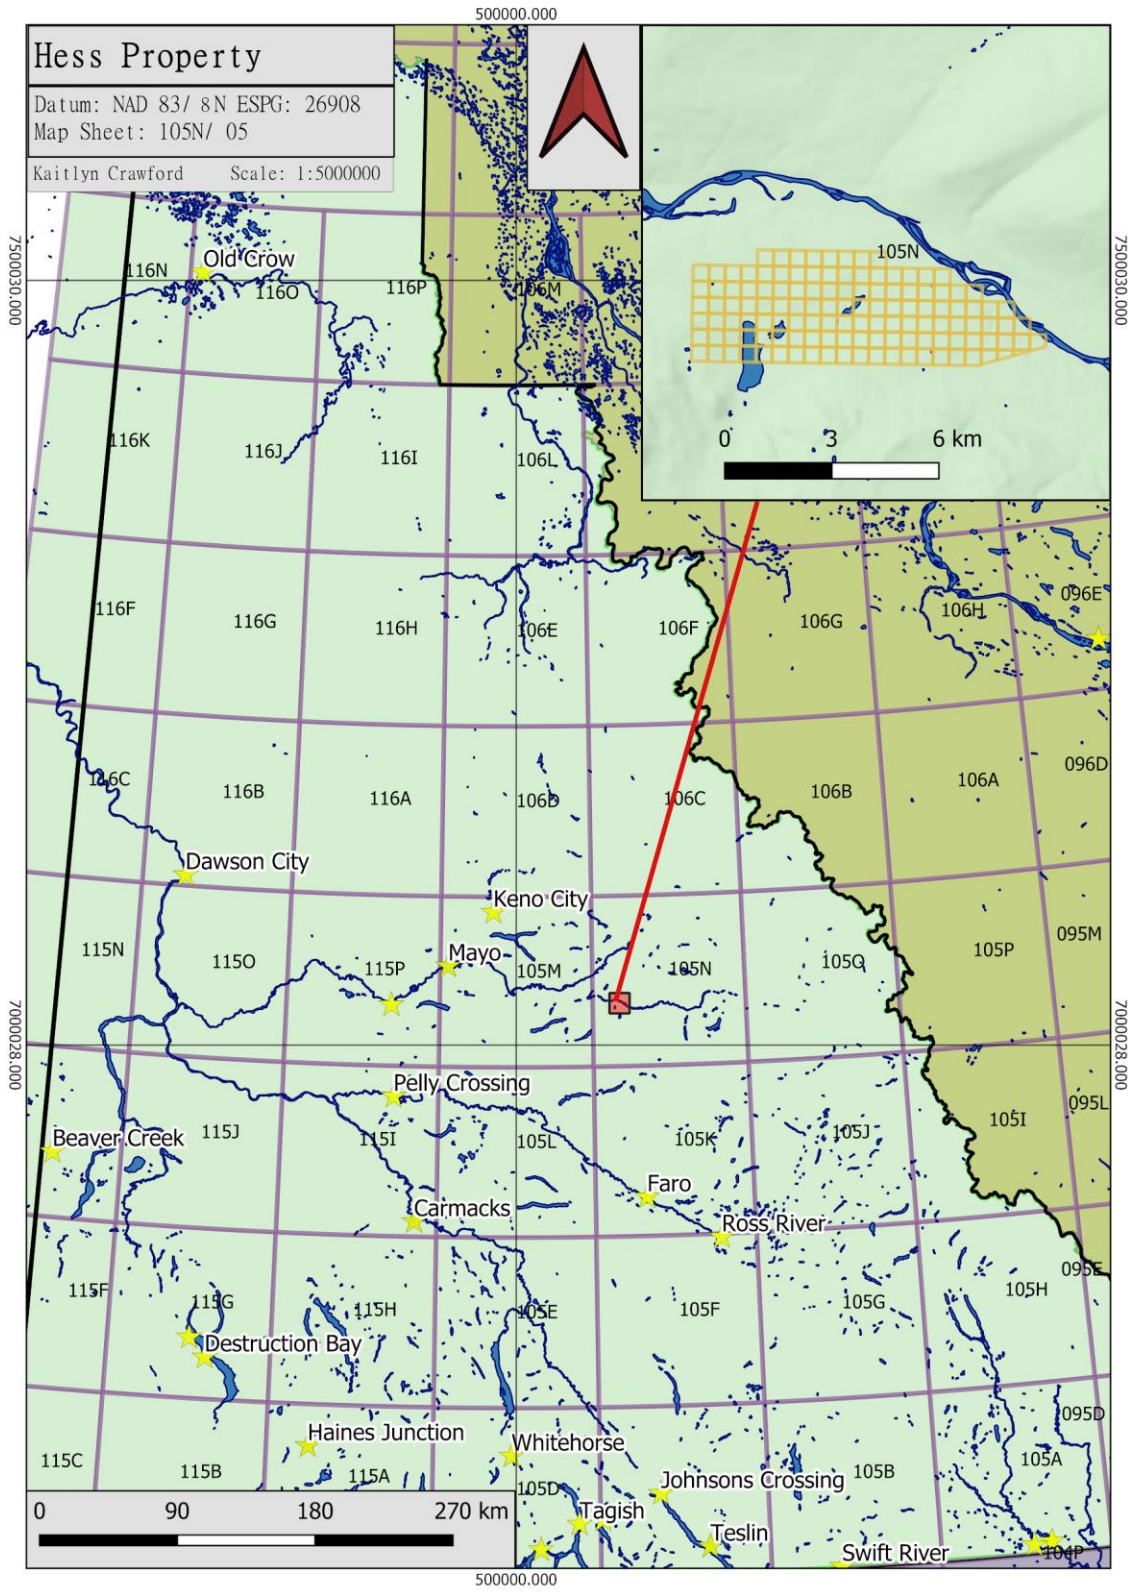 500000.000
Hess Property
Datum: NAD 83/ 8N ESPG: 26908
Map Sheet: 105N/ 05
Kaitlyn Crawford Scale: 1:5000000
105N
0 3 6 km
7500030.000
7500030.000
Old Crow
116N
116O
116P
106M
116K
116J
116I
106L
116F
116G
116H
106E
106F
106G
106H
096E
116C
116B
116A
106D
106C
106B
106A
096D
Dawson City
Keno City
Mayo
115N
115O
115P
105M
105N
105O
105P
095M
7000028.000
7000028.000
Pelly Crossing
Beaver Creek
115J
115I
105L
105K
105J
105I
095L
Faro
Carmacks
Ross River
115F
115G
115H
105E
105F
105G
105H
095E
Destruction Bay
Haines Junction
Whitehorse
115C
115B
115A
105D
105B
105A
095D
Johnsons Crossing
Tagish
Teslin
Swift River
104P
0 90 180 270 km
500000.000